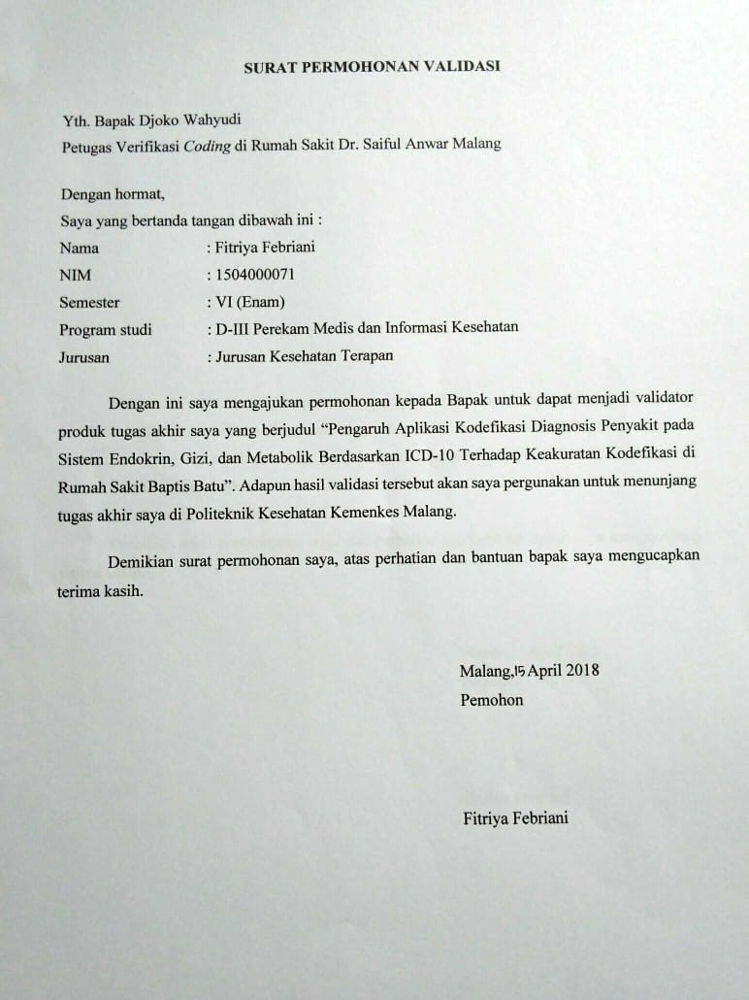 SURAT PERMOHONAN VALIDASI
Yth. Bapak Djoko Wahyudi
Petugas Verifikasi Coding di Rumah Sakit Dr. Saiful Anwar Malang
Dengan hormat,
Saya yang bertanda tangan dibawah ini :
Nama : Fitriya Febriani
NIM : 1504000071
Semester : VI (Enam)
Program studi : D-III Perekam Medis dan Informasi Kesehatan
Jurusan : Jurusan Kesehatan Terapan
Dengan ini saya mengajukan permohonan kepada Bapak untuk dapat menjadi validator
produk tugas akhir saya yang berjudul “Pengaruh Aplikasi Kodefikasi Diagnosis Penyakit pada
Sistem Endokrin, Gizi, dan Metabolik Berdasarkan ICD-10 Terhadap Keakuratan Kodefikasi di
Rumah Sakit Baptis Batu”. Adapun hasil validasi tersebut akan saya pergunakan untuk menunjang
tugas akhir saya di Politeknik Kesehatan Kemenkes Malang.
Demikian surat permohonan saya, atas perhatian dan bantuan bapak saya mengucapkan
terima kasih.
Malang,15 April 2018
Pemohon
Fitriya Febriani